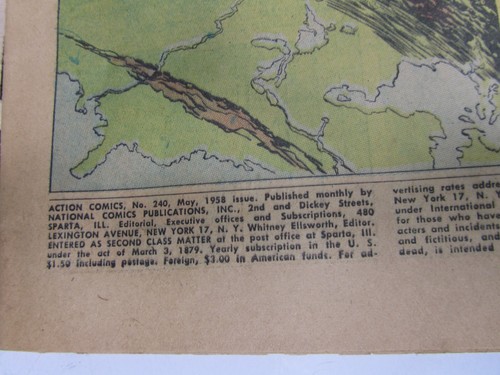 ACTION COMICS, No. 240, May, 1958 issue. Published monthly by
NATIONAL COMICS PUBLICATIONS, INC., 2nd and Dickey Streets,
SPARTA, ILL. Editorial, Executive offices and Subscriptions, 480
LEXINGTON AVENUE, NEW YORK 17, N. Y. Whitney Ellsworth, Editor.
ENTERED AS SECOND CLASS MATTER at the post office at Sparta, Ill.
under the act of March 3, 1879. Yearly subscription in the U. S.
$1.50 including postage. Foreign, $3.00 in American funds. For ad-
vertising rates addr
New York 17, N. Y
under Internation
for those who hav
actors and incidents
and fictitious, and
dead, is intended